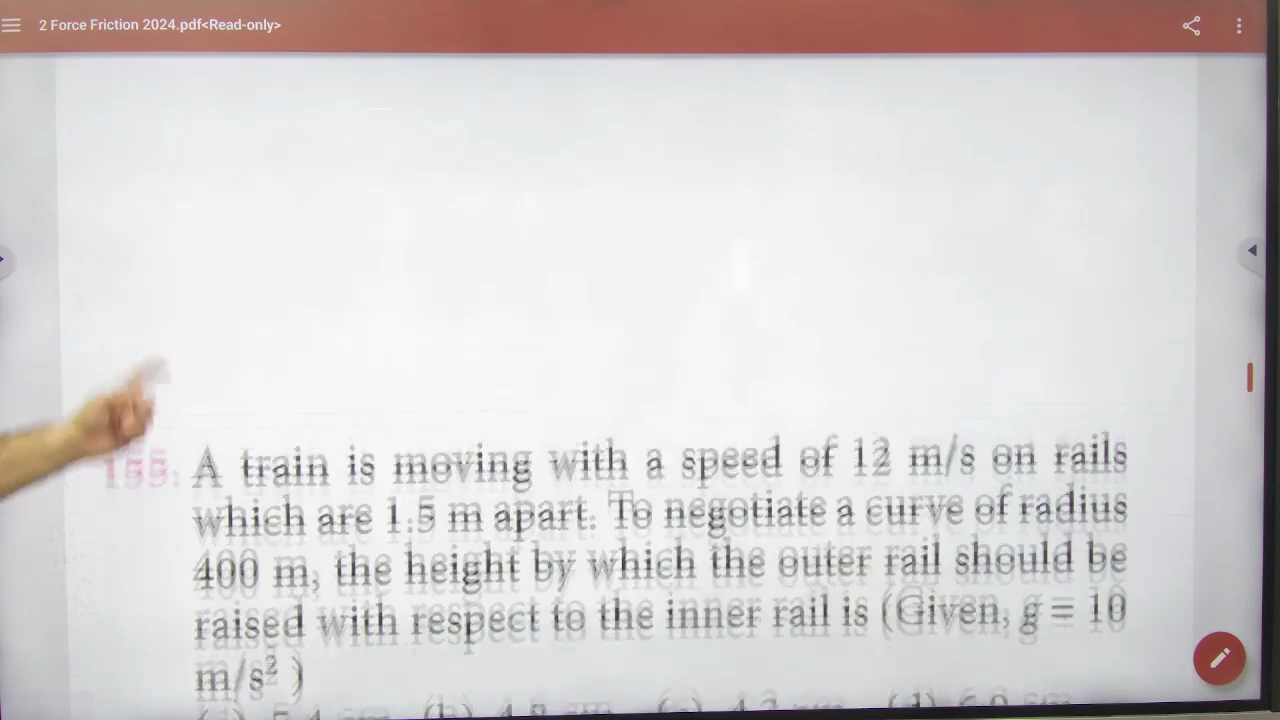 2 Force Friction 2024.pdf<Read-only>
155. A train is moving with a speed of 12 m/s on rails
which are 1.5 m apart. To negotiate a curve of radius
400 m, the height by which the outer rail should be
raised with respect to the inner rail is (Given, g = 10
m/s² )